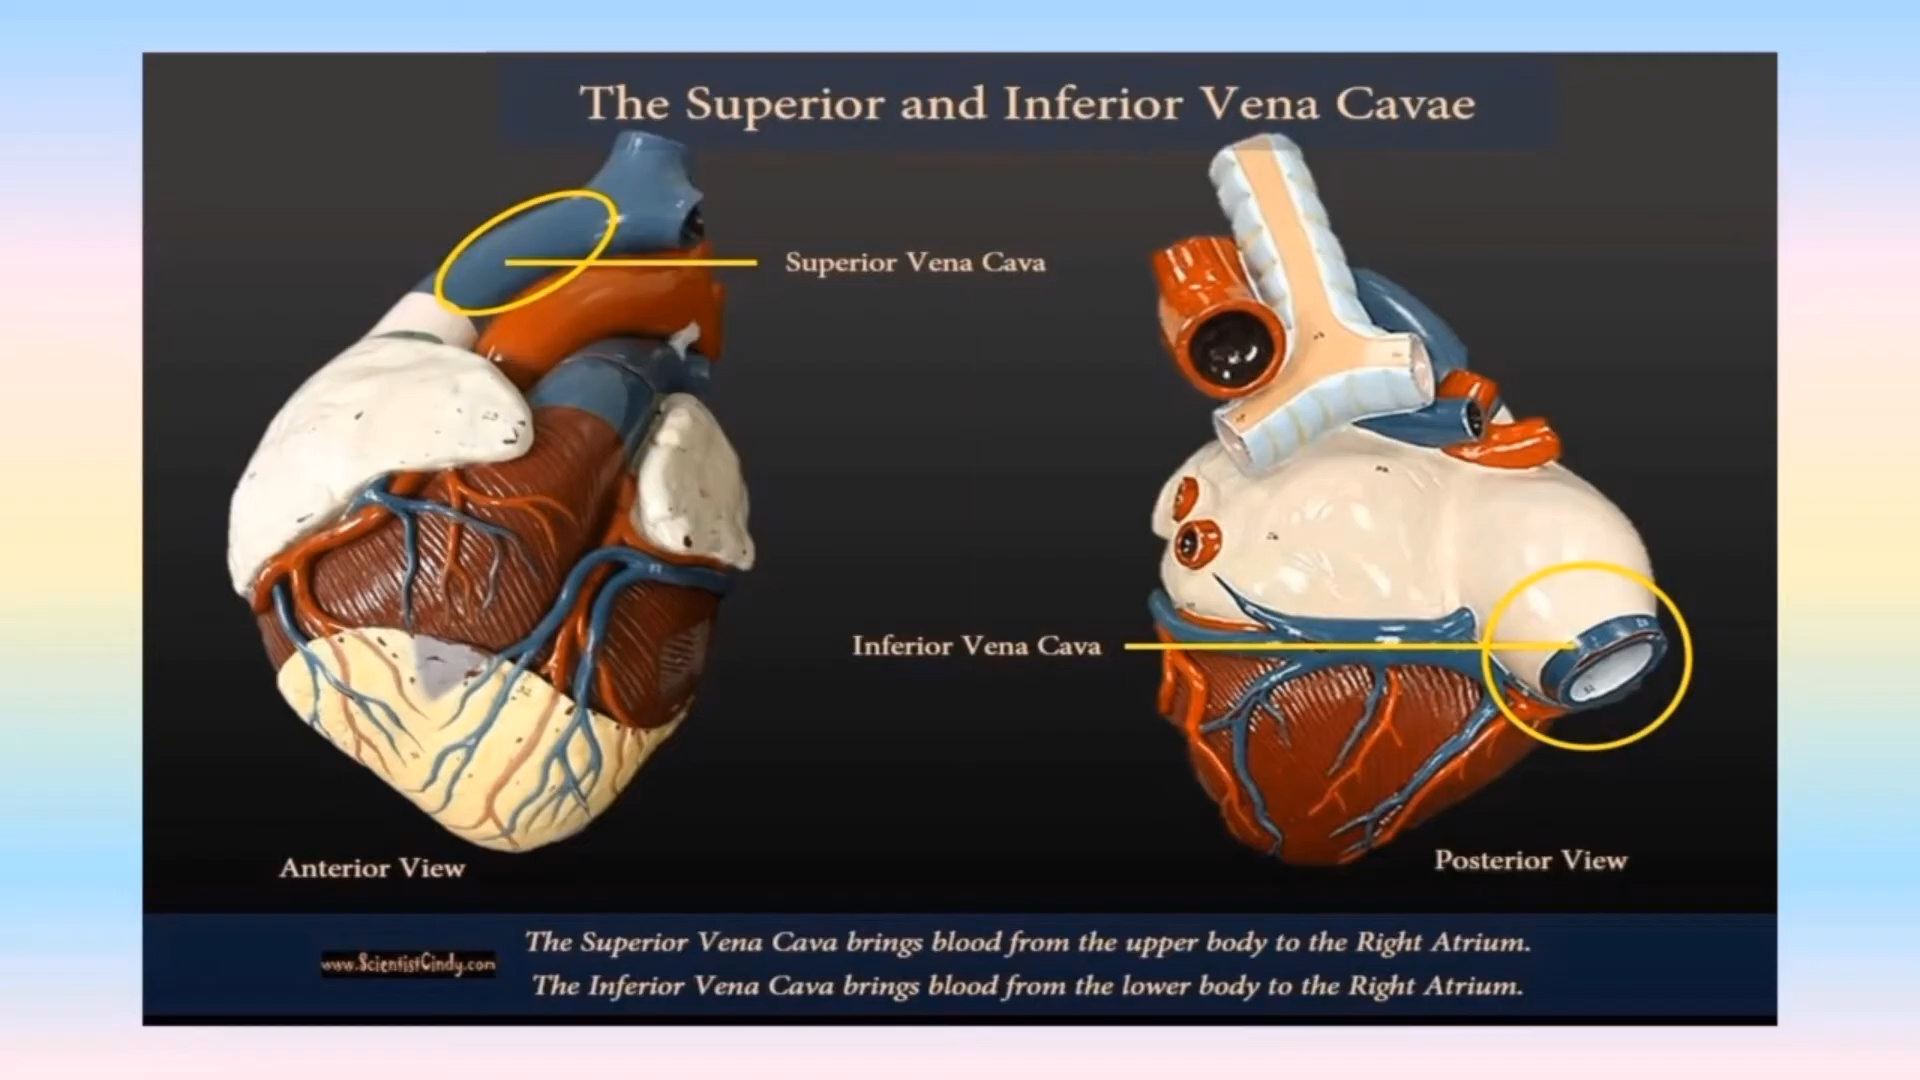 The Superior and Inferior Vena Cavae
Superior Vena Cava
Inferior Vena Cava
Anterior View
Posterior View
www.ScientistCindy.com
The Superior Vena Cava brings blood from the upper body to the Right Atrium.
The Inferior Vena Cava brings blood from the lower body to the Right Atrium.